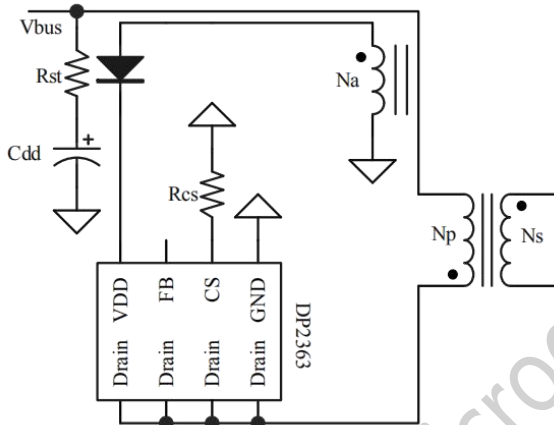 Vbus
Rst
Na
Cdd
Rcs
Np
Ns
VDD
FB
CS
GND
Drain
Drain
Drain
Drain
DP2363